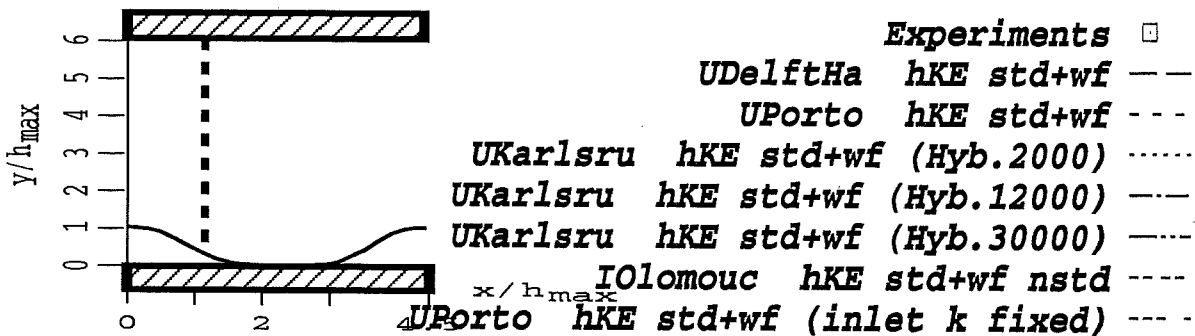 6
5
4
3
2
1
0
y/hmax
0
2
4
x/hmax
Experiments
UDelftHa hKE std+wf
UPorto hKE std+wf
UKarlsru hKE std+wf (Hyb.2000)
UKarlsru hKE std+wf (Hyb.12000)
UKarlsru hKE std+wf (Hyb.30000)
IOlomouc hKE std+wf nstd
UPorto hKE std+wf (inlet k fixed)